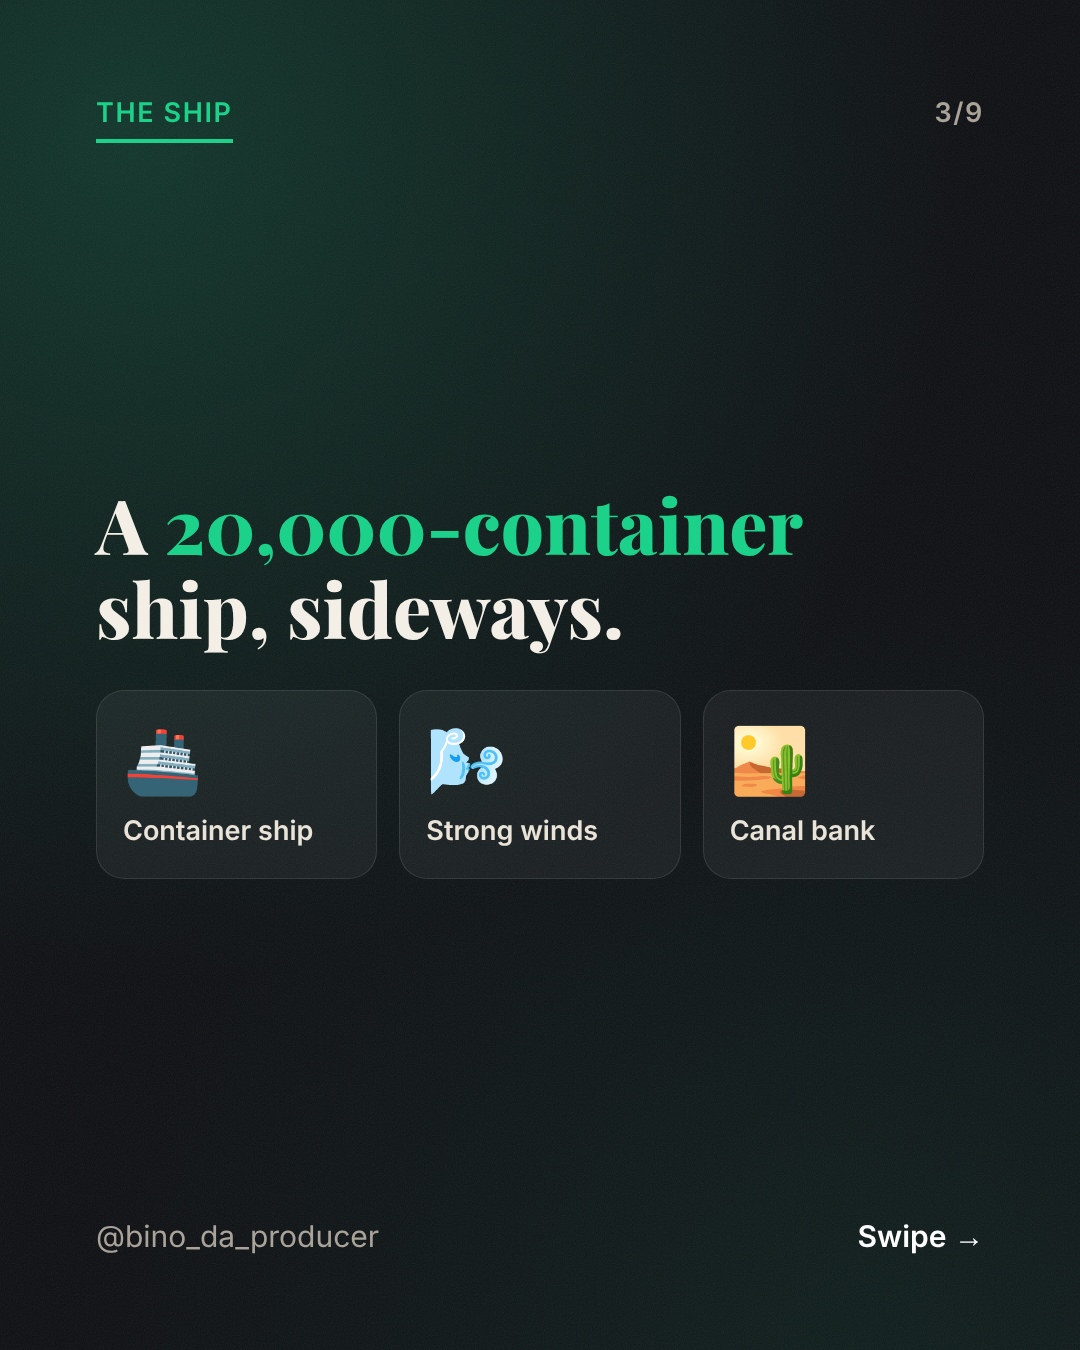 THE SHIP
3/9
A 20,000-container
ship, sideways.
Container ship
Strong winds
Canal bank
@bino_da_producer
Swipe →